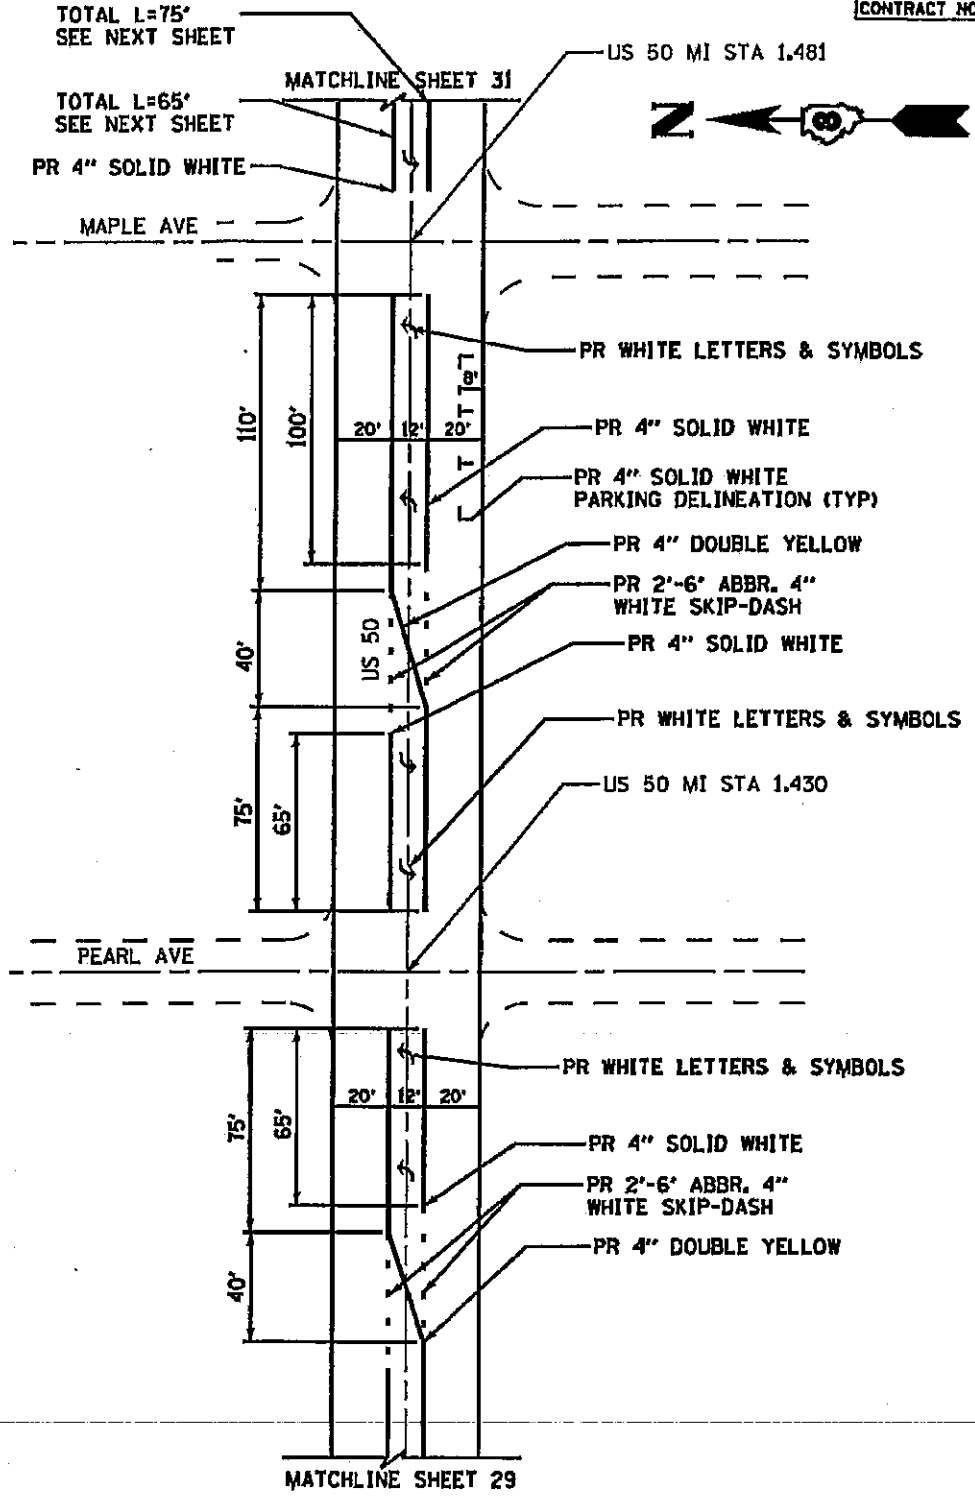 TOTAL L=75'
SEE NEXT SHEET
CONTRACT NO
US 50 MI STA 1.481
MATCHLINE SHEET 31
TOTAL L=65'
SEE NEXT SHEET
N
8
PR 4" SOLID WHITE
MAPLE AVE
PR WHITE LETTERS & SYMBOLS
8'
110'
100'
20' 12' 20'
PR 4" SOLID WHITE
PR 4" SOLID WHITE
PARKING DELINEATION (TYP)
PR 4" DOUBLE YELLOW
PR 2'-6' ABBR. 4"
WHITE SKIP-DASH
US 50
40'
PR 4" SOLID WHITE
PR WHITE LETTERS & SYMBOLS
US 50 MI STA 1.430
75'
65'
PEARL AVE
PR WHITE LETTERS & SYMBOLS
20' 12' 20'
75'
65'
PR 4" SOLID WHITE
PR 2'-6' ABBR. 4"
WHITE SKIP-DASH
PR 4" DOUBLE YELLOW
40'
MATCHLINE SHEET 29